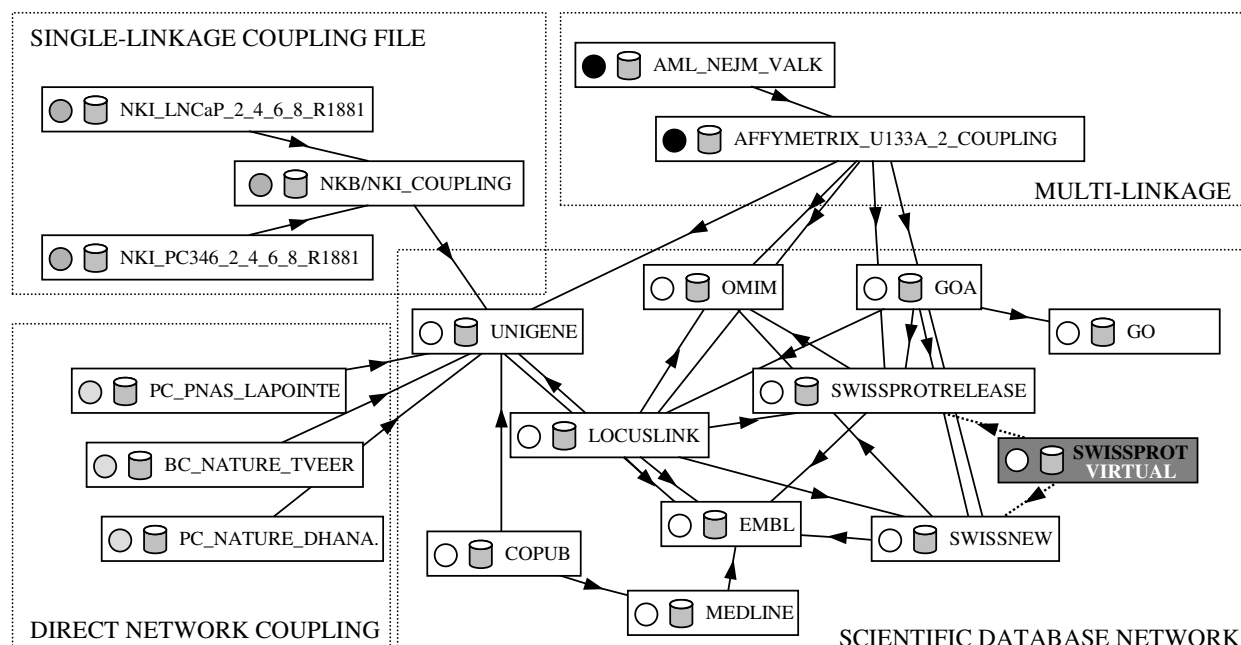 SINGLE-LINKAGE COUPLING FILE
NKI_LNCaP_2_4_6_8_R1881
NKB/NKI_COUPLING
NKI_PC346_2_4_6_8_R1881
AML_NEJM_VALK
AFFYMETRIX_U133A_2_COUPLING
MULTI-LINKAGE
OMIM
GOA
GO
UNIGENE
SWISSPROTRELEASE
LOCUSLINK
SWISSPROT
VIRTUAL
EMBL
SWISSNEW
COPUB
MEDLINE
PC_PNAS_LAPOINTE
BC_NATURE_TVEER
PC_NATURE_DHANA.
DIRECT NETWORK COUPLING
SCIENTIFIC DATABASE NETWORK